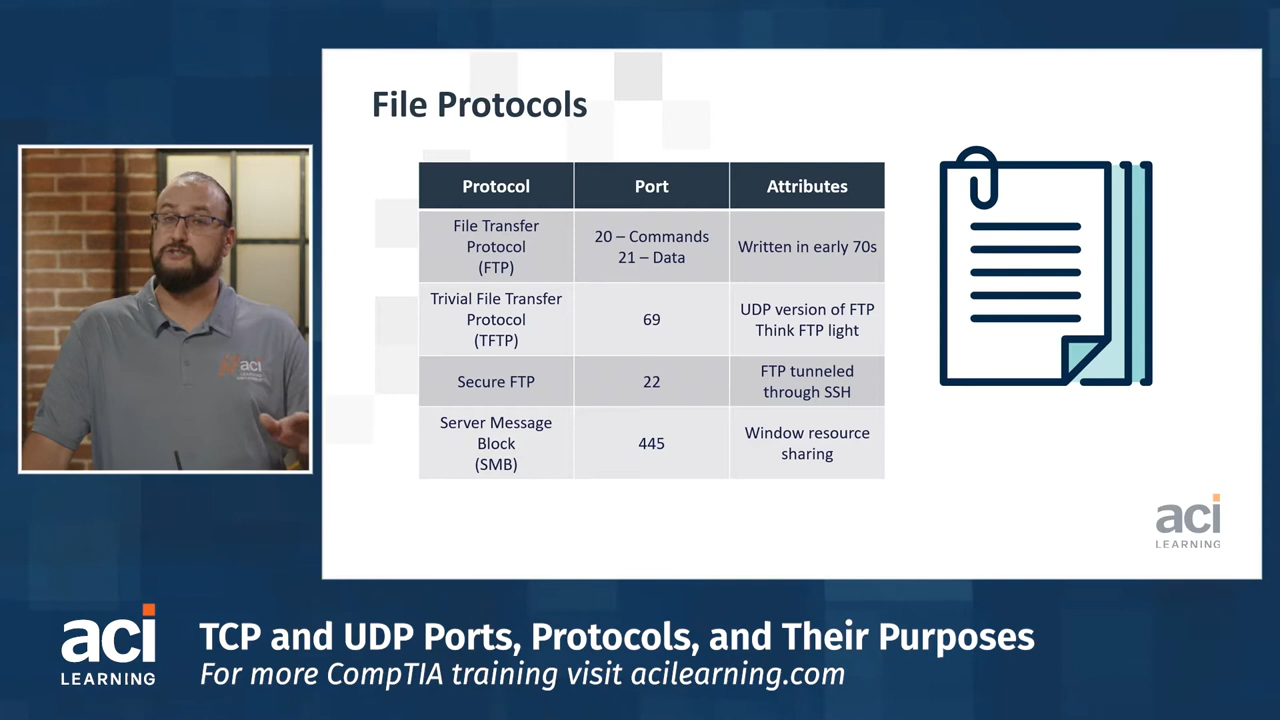 File Protocols
Protocol
Port
Attributes
File Transfer
Protocol
(FTP)
20 – Commands
21 – Data
Written in early 70s
Trivial File Transfer
Protocol
(TFTP)
69
UDP version of FTP
Think FTP light
Secure FTP
22
FTP tunneled
through SSH
Server Message
Block
(SMB)
445
Window resource
sharing
aci
LEARNING
aci
aci
LEARNING
TCP and UDP Ports, Protocols, and Their Purposes
For more CompTIA training visit acilearning.com